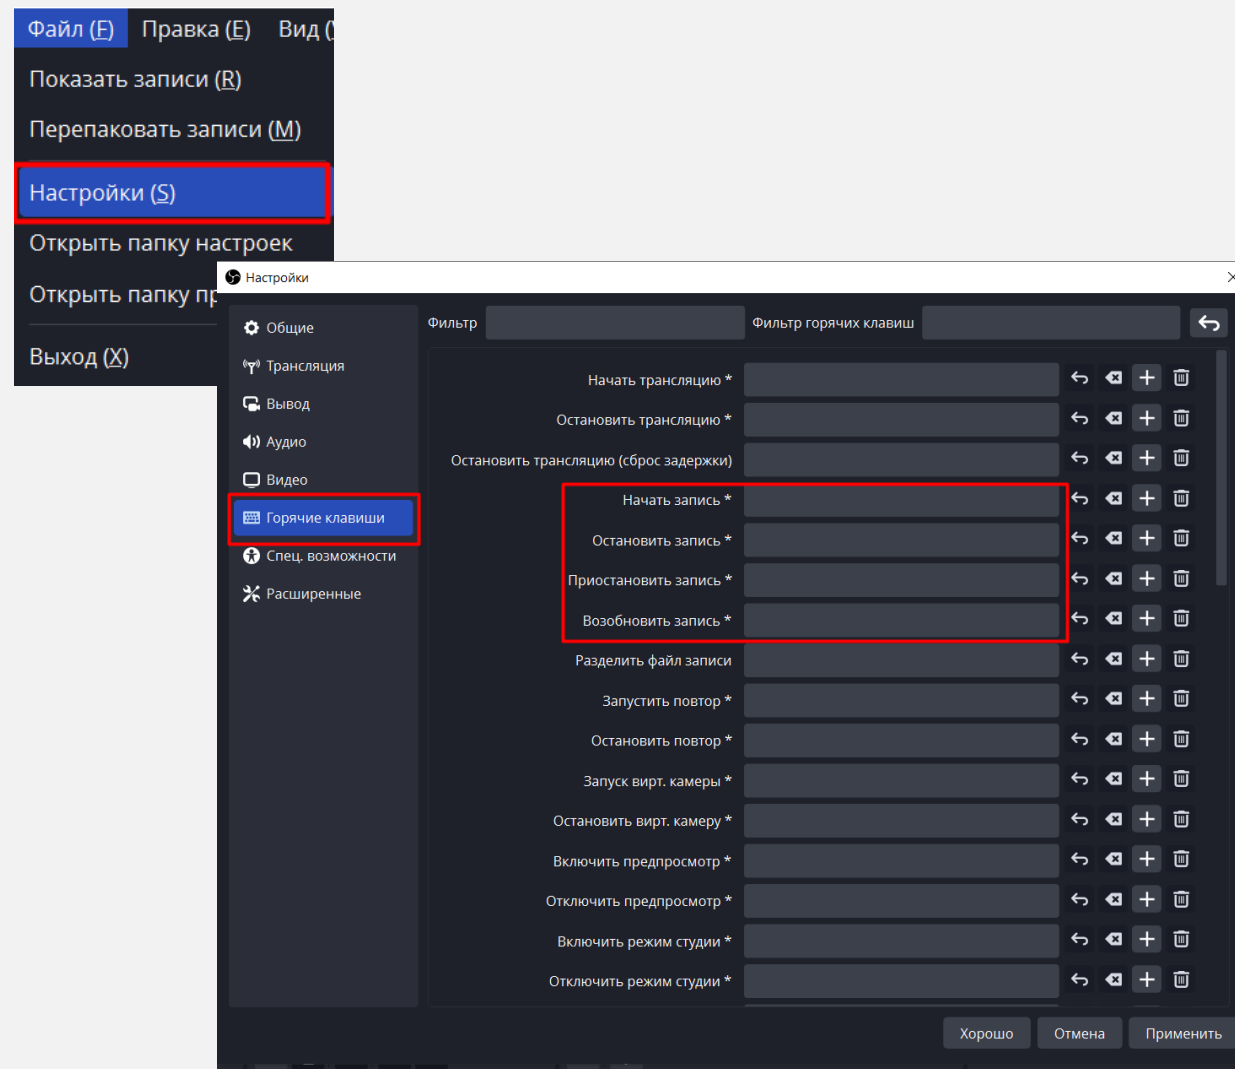 Файл (F) Правка (E) Вид (
Показать записи (R)
Перепаковать записи (M)
Настройки (S)
Открыть папку настроек
Открыть папку
Выход (X)
Настройки
Общие
Трансляция
Вывод
Аудио
Видео
Горячие клавиши
Спец. возможности
Расширенные
Фильтр Фильтр горячих клавиш
Начать трансляцию *
Остановить трансляцию *
Остановить трансляцию (сброс задержки)
Начать запись *
Остановить запись *
Приостановить запись *
Возобновить запись *
Разделить файл записи
Запустить повтор *
Остановить повтор *
Запуск вирт. камеры *
Остановить вирт. камеру *
Включить предпросмотр *
Отключить предпросмотр *
Включить режим студии *
Отключить режим студии *
Хорошо Отмена Применить